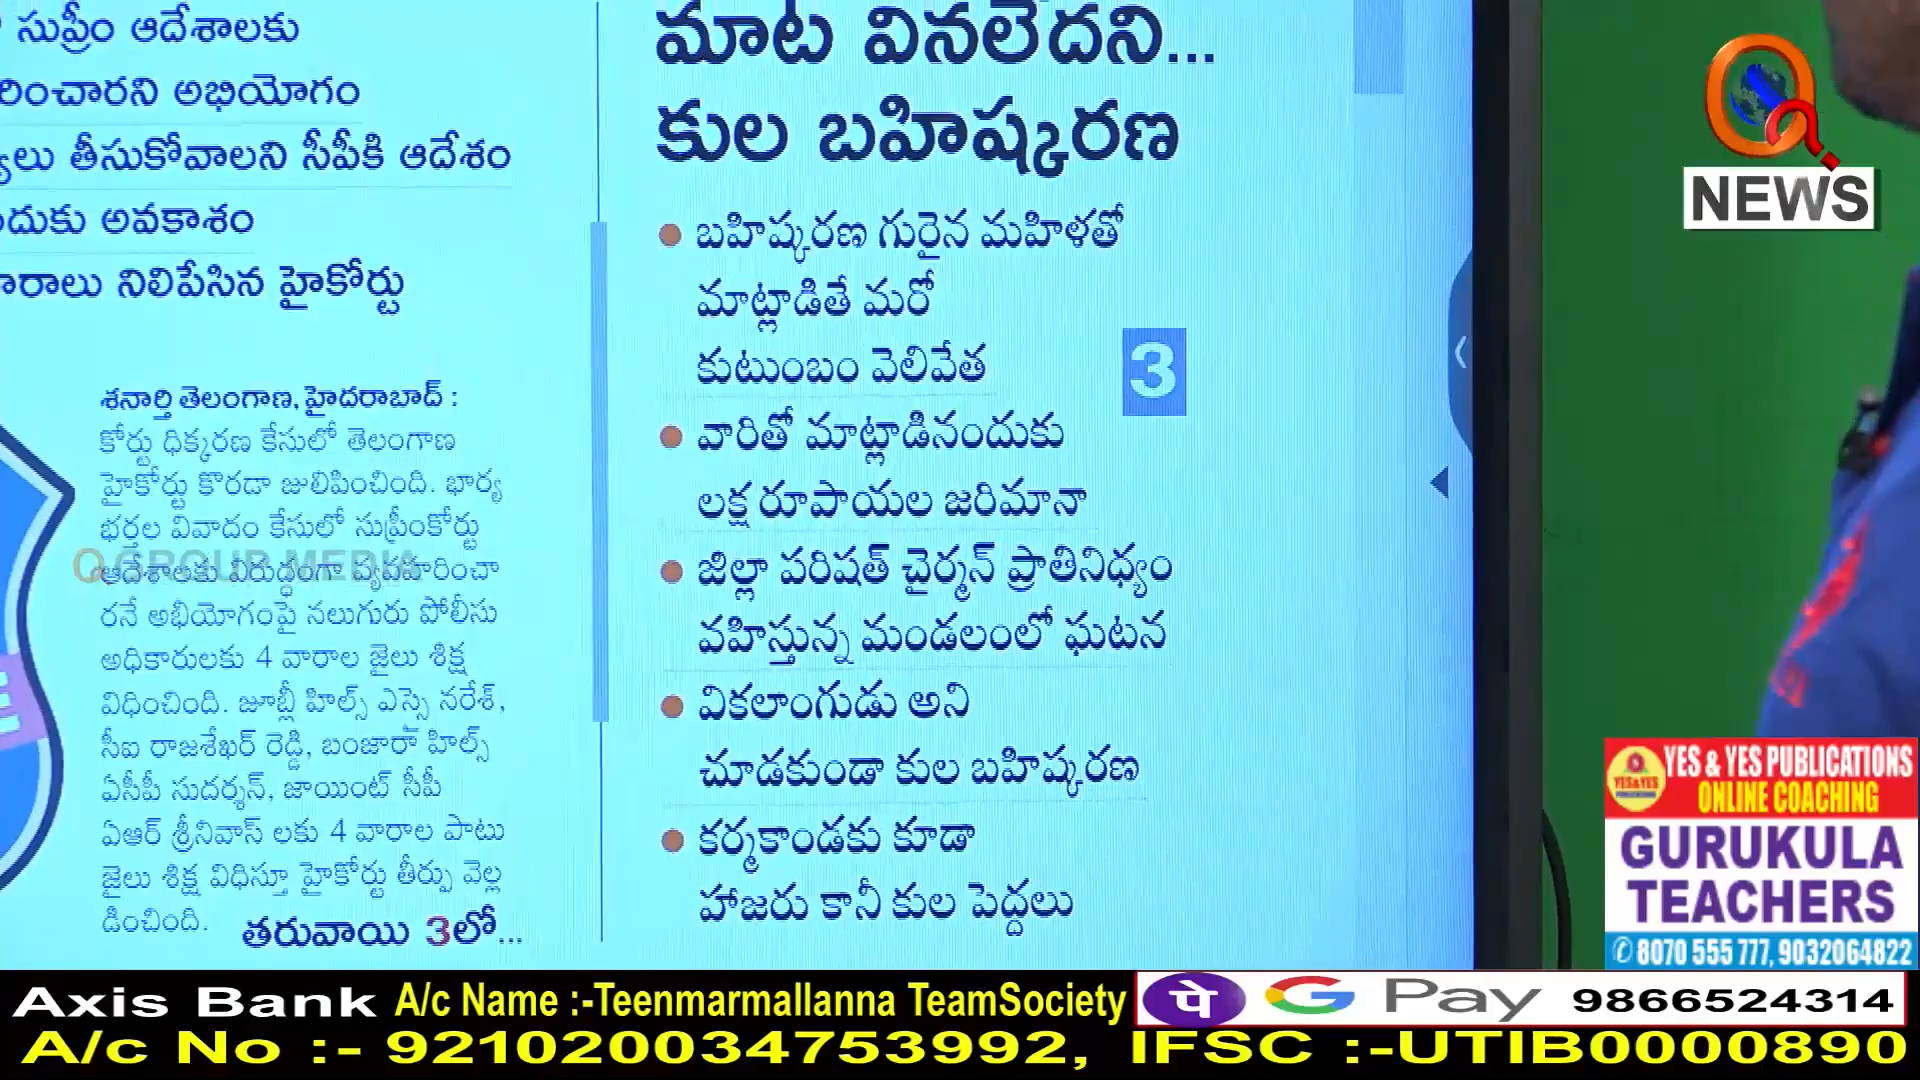 సుప్రీం ఆదేశాలకు
రించారని అభియోగం
తీసుకోవాలని సీపీకి ఆదేశం
దుకు అవకాశం
నిలిపేసిన హైకోర్టు
శనార్తి తెలంగాణ, హైదరాబాద్ :
కోర్టు ధిక్కరణ కేసులో తెలంగాణ
హైకోర్టు కొరడా జులిపించింది. భార్య
భర్తల వివాదం కేసులో సుప్రీంకోర్టు
ఆదేశాలకు విరుద్ధంగా వ్యవహరించా
రనే అభియోగంపై నలుగురు పోలీసు
అధికారులకు 4 వారాల జైలు శిక్ష
విధించింది. జూబ్లీ హిల్స్ ఎస్సై నరేశ్,
సీఐ రాజశేఖర్ రెడ్డి, బంజారా హిల్స్
ఏసీపీ సుదర్శన్, జాయింట్ సీపీ
ఏఆర్ శ్రీనివాస్ లకు 4 వారాల పాటు
జైలు శిక్ష విధిస్తూ హైకోర్టు తీర్పు వెల్ల
డించింది.
తరువాయి 3లో...
Q GROUP MEDIA
మాట వినలేదని...
కుల బహిష్కరణ
బహిష్కరణ గురైన మహిళతో
మాట్లాడితే మరో
కుటుంబం వెలివేత
3
వారితో మాట్లాడినందుకు
లక్ష రూపాయల జరిమానా
జిల్లా పరిషత్ చైర్మన్ ప్రాతినిధ్యం
వహిస్తున్న మండలంలో ఘటన
వికలాంగుడు అని
చూడకుండా కుల బహిష్కరణ
కర్మకాండకు కూడా
హాజరు కానీ కుల పెద్దలు
Q
NEWS
YES & YES PUBLICATIONS
ONLINE COACHING
YES&YES
GURUKULA
TEACHERS
8070 555 777, 9032064822
Axis Bank A/c Name :-Teenmarmallanna TeamSociety
पे G Pay 9866524314
A/c No :- 921020034753992, IFSC :-UTIB0000890